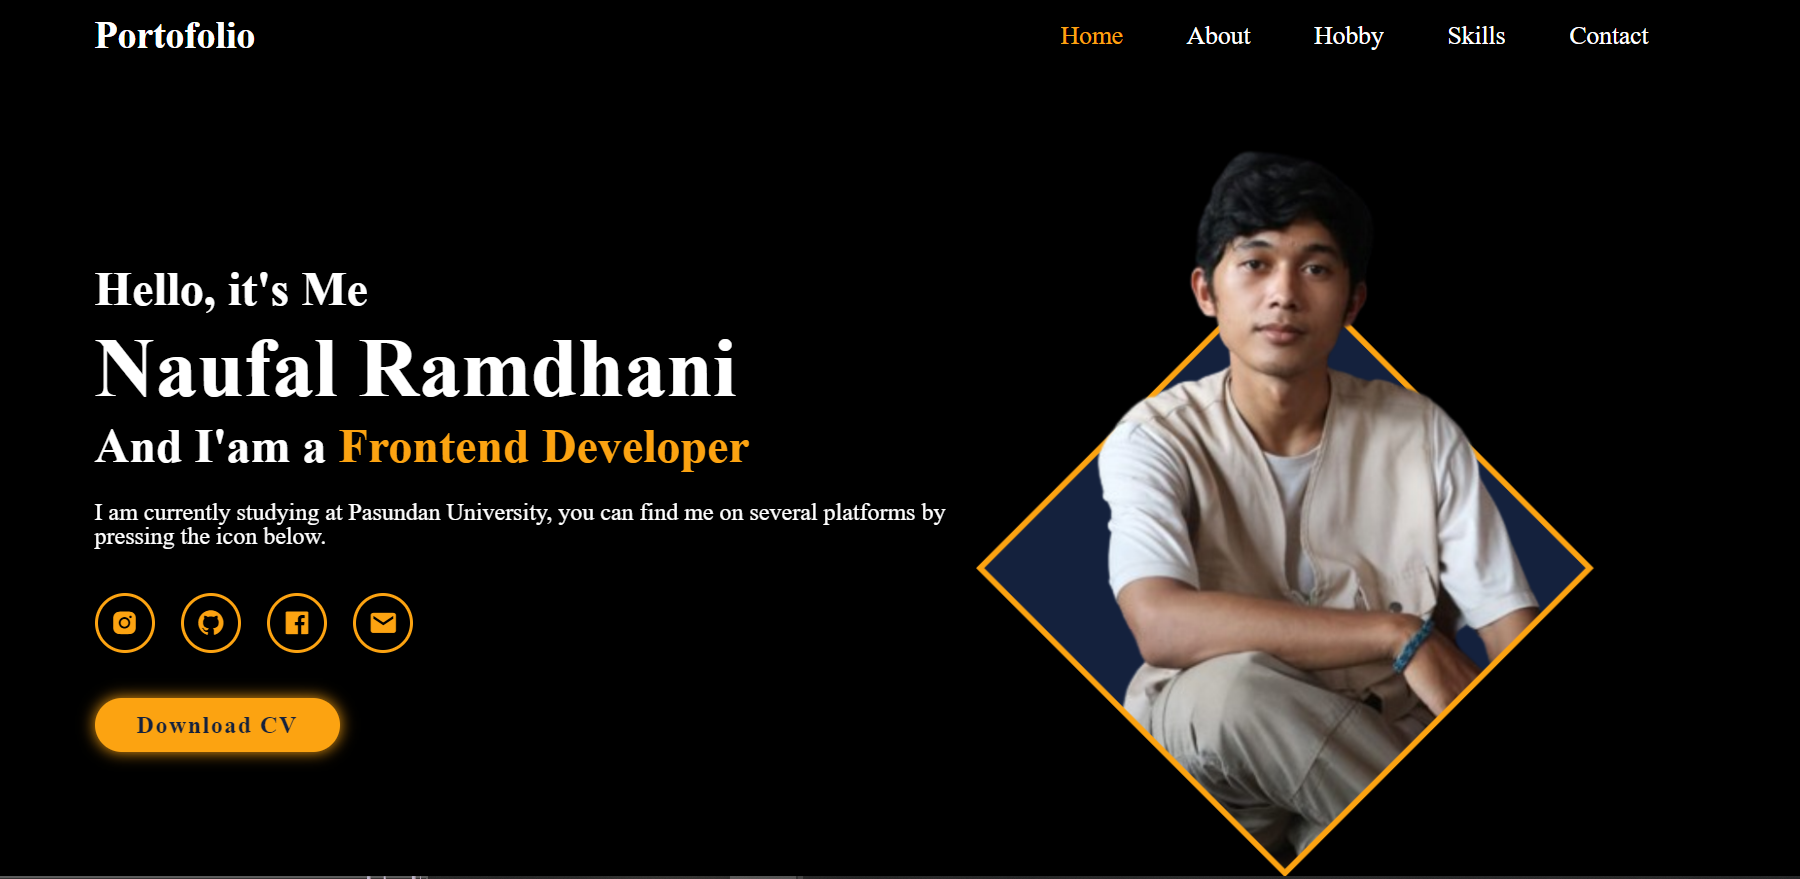 Portofolio
Home About Hobby Skills Contact
Hello, it's Me
Naufal Ramdhani
And I'am a Frontend Developer
I am currently studying at Pasundan University, you can find me on several platforms by
pressing the icon below.
Download CV